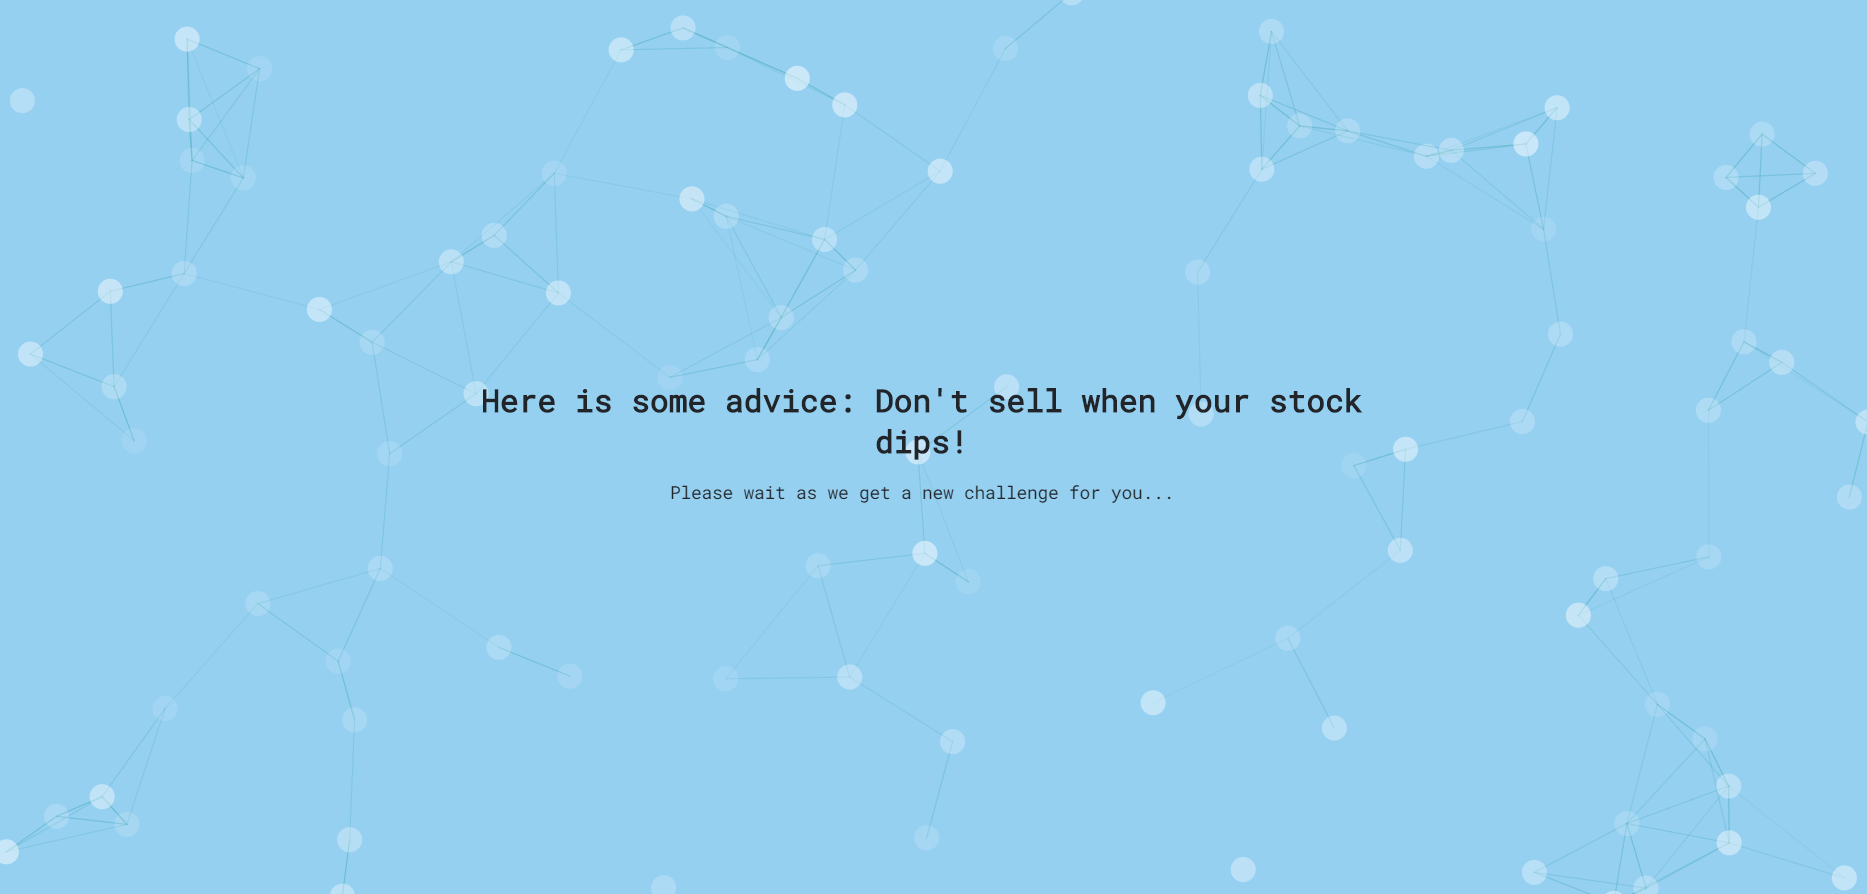 Here is some advice: Don't sell when your stock
dips!
Please wait as we get a new challenge for you...